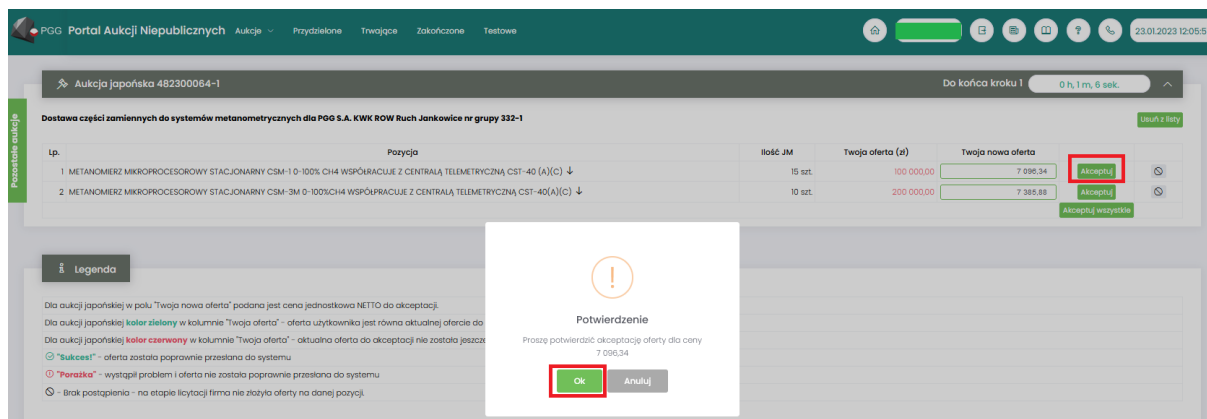 PGG Portal Aukcji Niepublicznych Aukcje Przydzielone Trwające Zakończone Testowe 23.01.2023 12:05:5
Aukcja japońska 482300064-1 Do końca kroku 1 0 h, 1 m, 6 sek.
Pozostałe aukcje
Dostawa części zamiennych do systemów metanometrycznych dla PGG S.A. KWK ROW Ruch Jankowice nr grupy 332-1 Usuń z listy
Lp. Pozycja Ilość JM Twoja oferta (zł) Twoja nowa oferta
1 METANOMIERZ MIKROPROCESOROWY STACJONARNY CSM-1 0-100% CH4 WSPÓŁRACUJE Z CENTRALĄ TELEMETRYCZNĄ CST-40 (A)(C) ↓ 15 szt. 100 000,00 7 096,34 Akceptuj
2 METANOMIERZ MIKROPROCESOROWY STACJONARNY CSM-3M 0-100%CH4 WSPÓŁPRACUJE Z CENTRALĄ TELEMETRYCZNĄ CST-40(A)(C) ↓ 10 szt. 200 000,00 7 385,88 Akceptuj
Akceptuj wszystkie
Legenda
Dla aukcji japońskiej w polu "Twoja nowa oferta" podana jest cena jednostkowa NETTO do akceptacji.
Dla aukcji japońskiej kolor zielony w kolumnie "Twoja oferta" - oferta użytkownika jest równa aktualnej ofercie do
Dla aukcji japońskiej kolor czerwony w kolumnie "Twoja oferta" - aktualna oferta do akceptacji nie została jeszcze
"Sukces!" - oferta została poprawnie przesłana do systemu
"Porażka" - wystąpił problem i oferta nie została poprawnie przesłana do systemu
- Brak postąpienia - na etapie licytacji firma nie złożyła oferty na danej pozycji.
Potwierdzenie
Proszę potwierdzić akceptację oferty dla ceny
7 096,34
Ok Anuluj